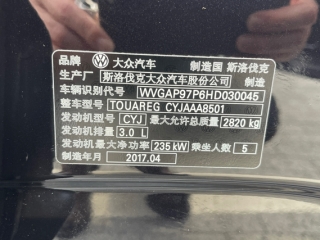 品牌 大众汽车 制造国 斯洛伐克
生产厂 斯洛伐克大众汽车股份公司 制造
车辆识别代号 WVGAP97P6HD030045
整车型号 TOUAREG CYJAAA8501
发动机型号 CYJ 最大允许总质量 2820 kg
发动机排量 3.0 L
发动机最大净功率 235 kW 乘坐人数 5
制造年月 2017.04